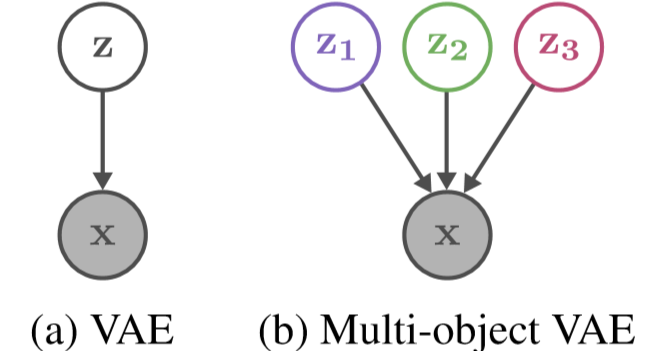 z z₁ z₂ z₃
x x
(a) VAE (b) Multi-object VAE